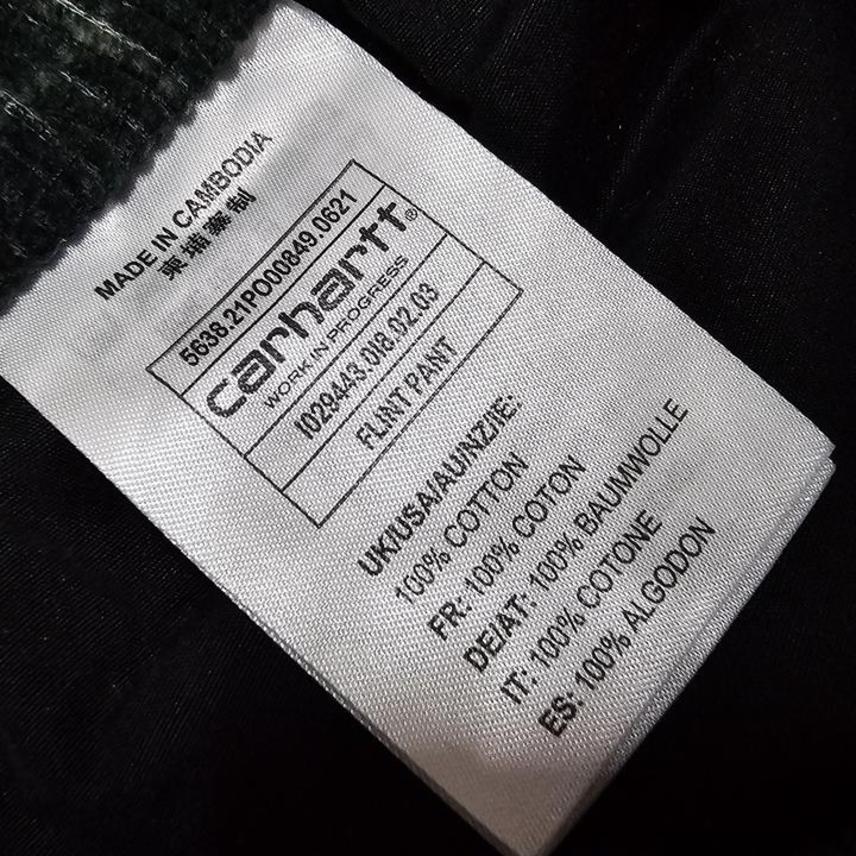 MADE IN CAMBODIA
柬埔寨制
5638.21PO00849.0621
carhartt®
WORK IN PROGRESS
I029443.0I8.02.03
FLINT PANT
UK/USA/AU/NZ/IE:
100% COTTON
FR: 100% COTON
DE/AT: 100% BAUMWOLLE
IT: 100% COTONE
ES: 100% ALGODON